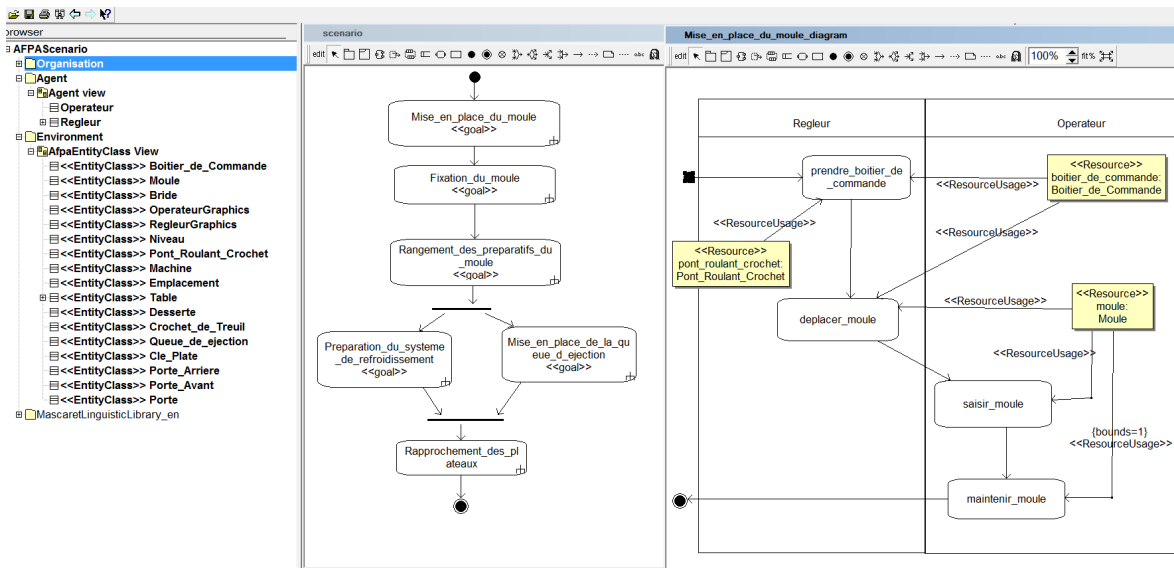 browser
AFPAScenario
Organisation
Agent
Agent view
Operateur
Regleur
Environment
AfpaEntityClass View
<<EntityClass>> Boitier_de_Commande
<<EntityClass>> Moule
<<EntityClass>> Bride
<<EntityClass>> OperateurGraphics
<<EntityClass>> RegleurGraphics
<<EntityClass>> Niveau
<<EntityClass>> Pont_Roulant_Crochet
<<EntityClass>> Machine
<<EntityClass>> Emplacement
<<EntityClass>> Table
<<EntityClass>> Desserte
<<EntityClass>> Crochet_de_Treuil
<<EntityClass>> Queue_de_ejection
<<EntityClass>> Cle_Plate
<<EntityClass>> Porte_Arriere
<<EntityClass>> Porte_Avant
<<EntityClass>> Porte
MascaretLinguisticLibrary_en
scenario
edit
abc
Mise_en_place_du_moule
<<goal>>
Fixation_du_moule
<<goal>>
Rangement_des_preparatifs_du
_moule
<<goal>>
Preparation_du_systeme
_de_refroidissement
<<goal>>
Mise_en_place_de_la_qu
eue_d_ejection
<<goal>>
Rapprochement_des_pl
ateaux
Mise_en_place_du_moule_diagram
edit
abc
100%
fit%
Regleur
Operateur
prendre_boitier_de
_commande
<<Resource>>
boitier_de_commande:
Boitier_de_Commande
<<ResourceUsage>>
<<ResourceUsage>>
<<ResourceUsage>>
<<Resource>>
pont_roulant_crochet:
Pont_Roulant_Crochet
deplacer_moule
<<ResourceUsage>>
<<Resource>>
moule:
Moule
<<ResourceUsage>>
saisir_moule
{bounds=1}
<<ResourceUsage>>
maintenir_moule